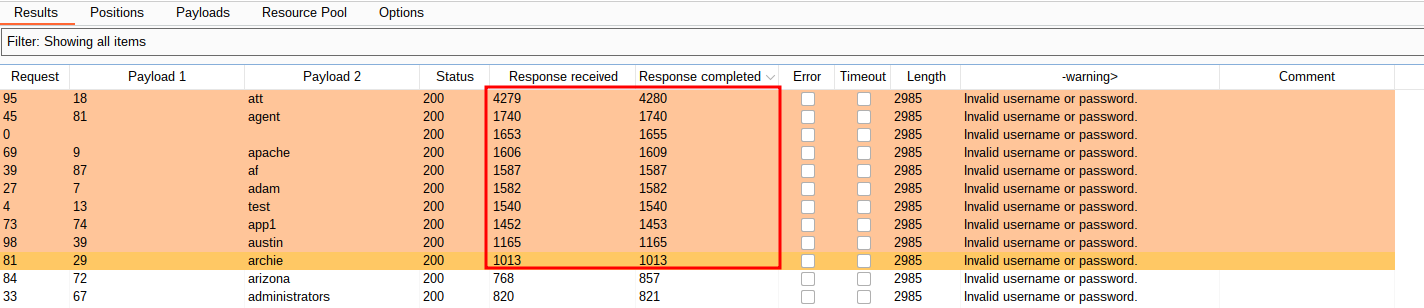 Results Positions Payloads Resource Pool Options
Filter: Showing all items
Request Payload 1 Payload 2 Status Response received Response completed Error Timeout Length -warning> Comment
95 18 att 200 4279 4280 2985 Invalid username or password.
45 81 agent 200 1740 1740 2985 Invalid username or password.
0 200 1653 1655 2985 Invalid username or password.
69 9 apache 200 1606 1609 2985 Invalid username or password.
39 87 af 200 1587 1587 2985 Invalid username or password.
27 7 adam 200 1582 1582 2985 Invalid username or password.
4 13 test 200 1540 1540 2985 Invalid username or password.
73 74 app1 200 1452 1453 2985 Invalid username or password.
98 39 austin 200 1165 1165 2985 Invalid username or password.
81 29 archie 200 1013 1013 2985 Invalid username or password.
84 72 arizona 200 768 857 2985 Invalid username or password.
33 67 administrators 200 820 821 2985 Invalid username or password.